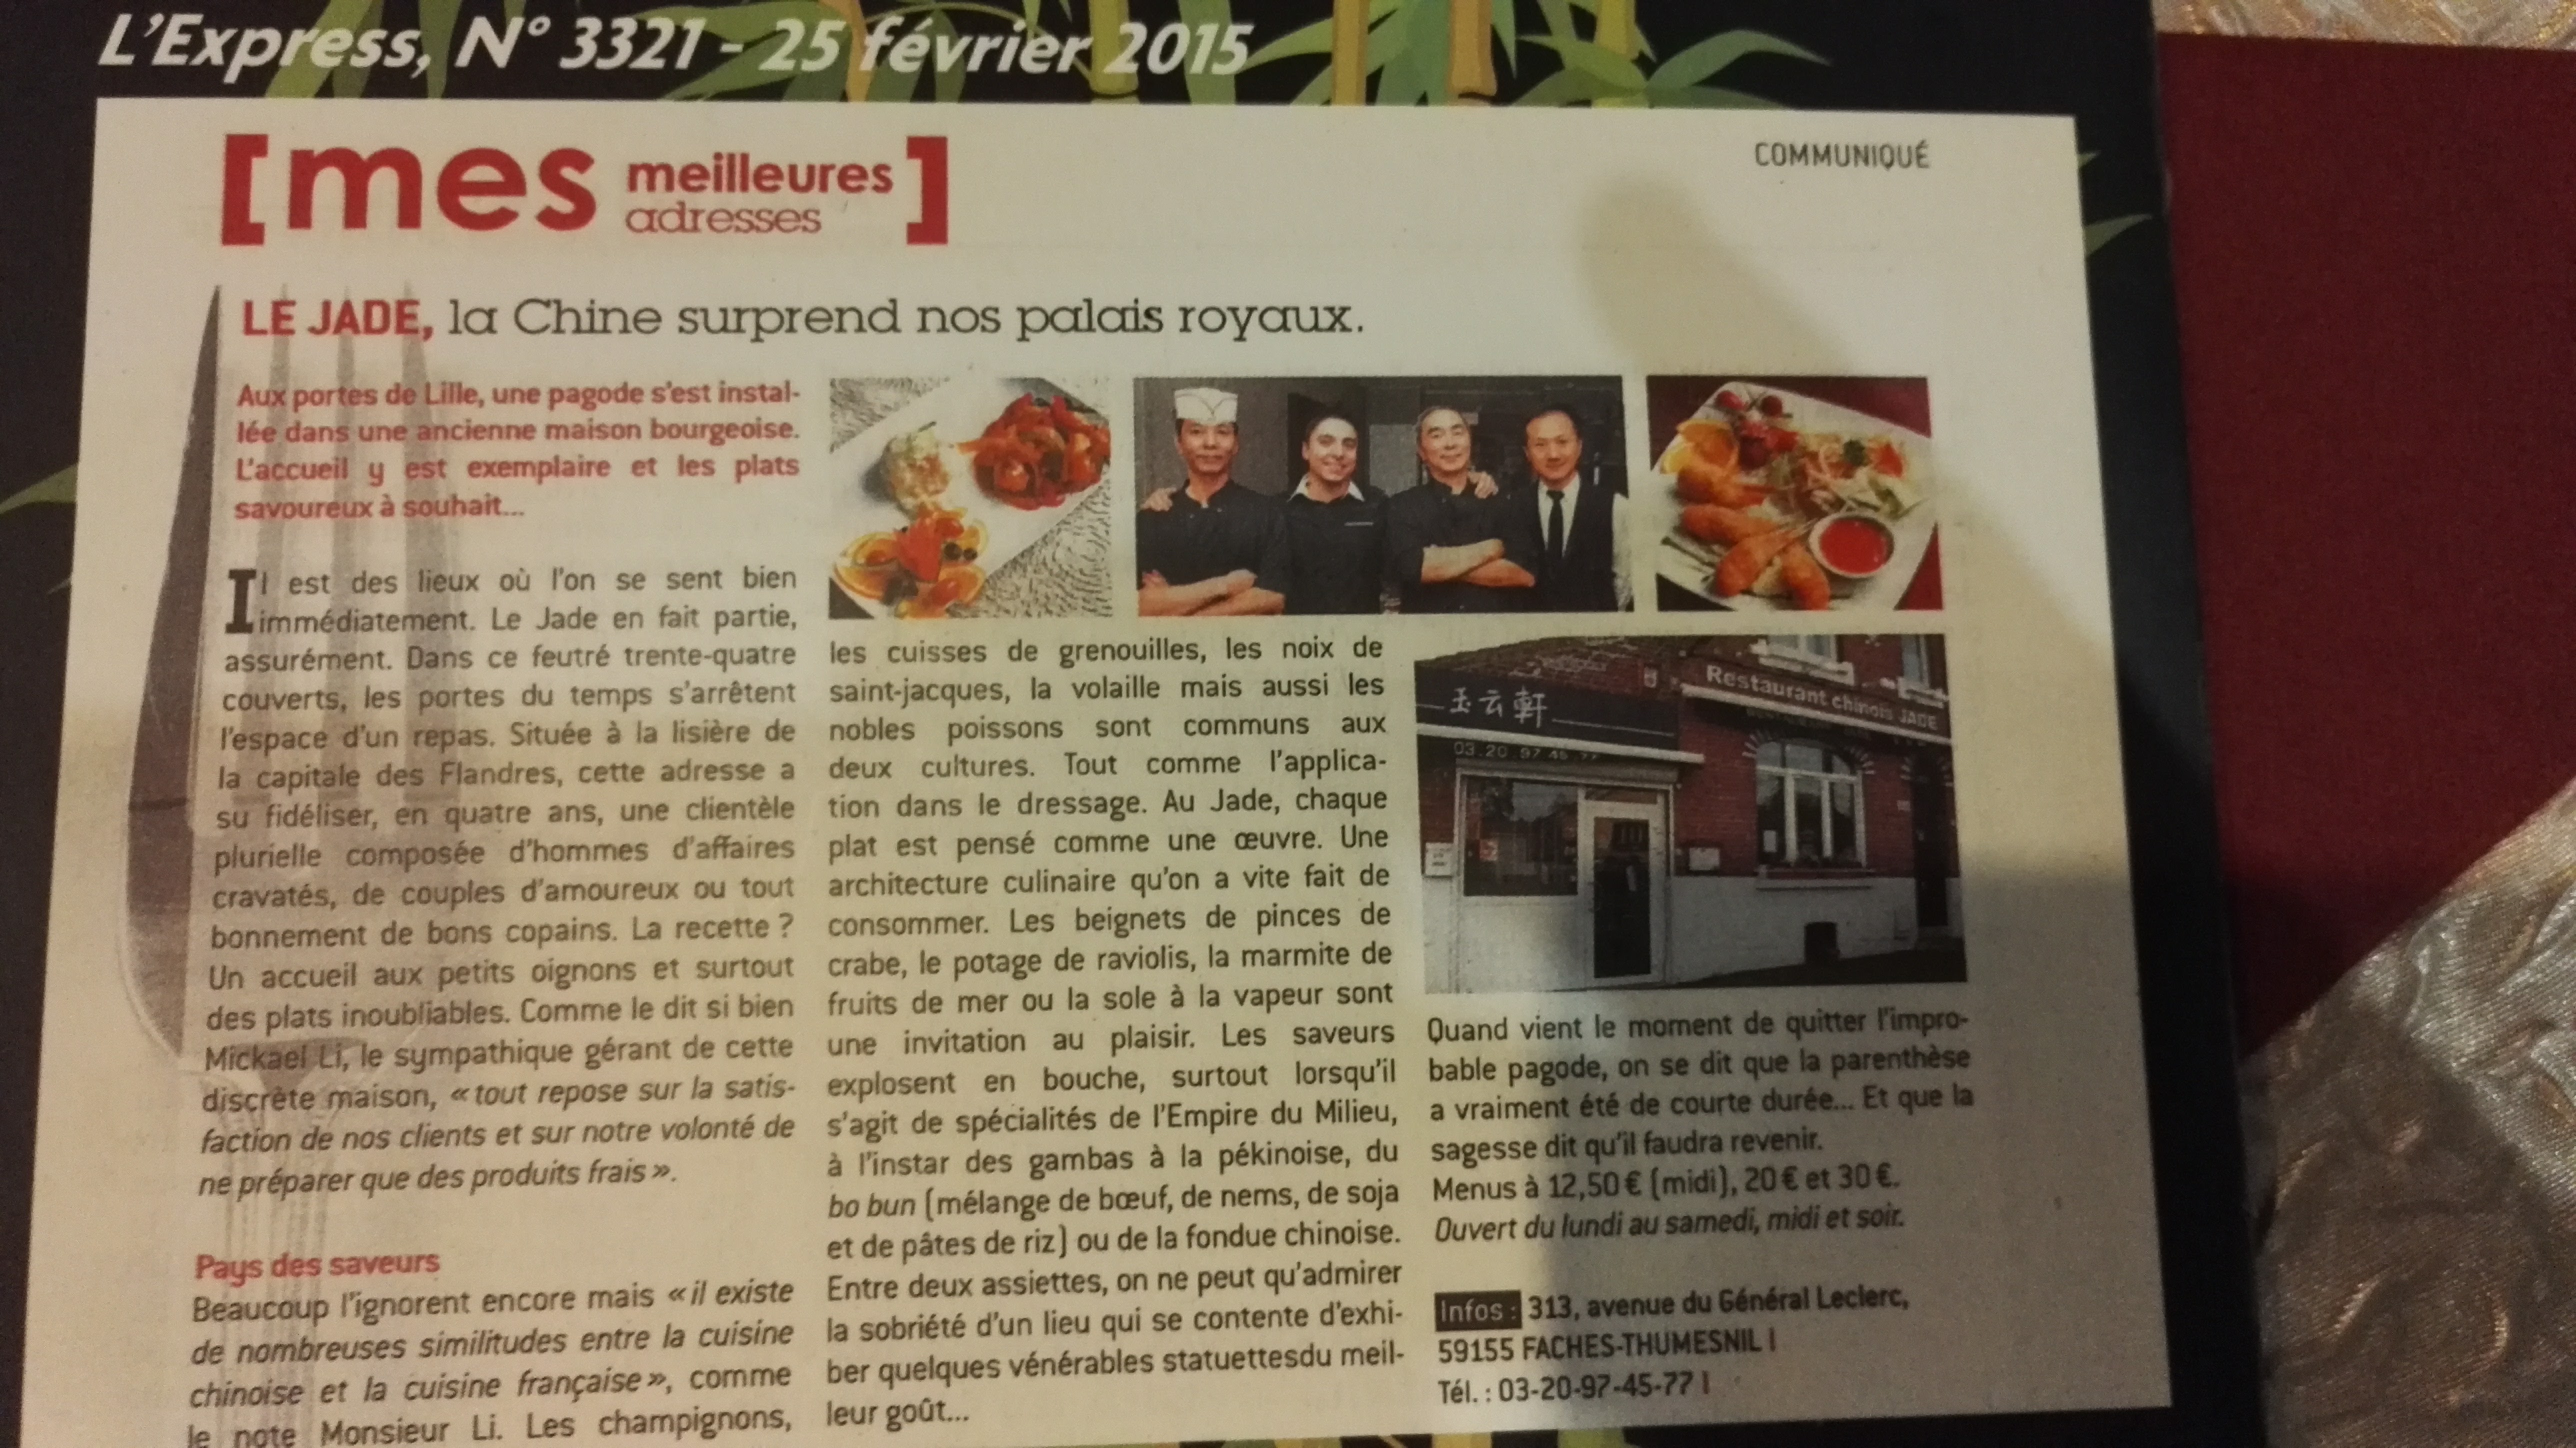 L'Express, N° 3321 - 25 février 2015
[mes meilleures adresses]
COMMUNIQUÉ
LE JADE, la Chine surprend nos palais royaux.
Aux portes de Lille, une pagode s'est instal-
lée dans une ancienne maison bourgeoise.
L'accueil y est exemplaire et les plats
savoureux à souhait...
Il est des lieux où l'on se sent bien
immédiatement. Le Jade en fait partie,
assurément. Dans ce feutré trente-quatre
couverts, les portes du temps s'arrêtent
l'espace d'un repas. Située à la lisière de
la capitale des Flandres, cette adresse a
su fidéliser, en quatre ans, une clientèle
plurielle composée d'hommes d'affaires
cravatés, de couples d'amoureux ou tout
bonnement de bons copains. La recette ?
Un accueil aux petits oignons et surtout
des plats inoubliables. Comme le dit si bien
Mickael Li, le sympathique gérant de cette
discrète maison, « tout repose sur la satis-
faction de nos clients et sur notre volonté de
ne préparer que des produits frais ».
Pays des saveurs
Beaucoup l'ignorent encore mais « il existe
de nombreuses similitudes entre la cuisine
chinoise et la cuisine française », comme
le note Monsieur Li. Les champignons,
les cuisses de grenouilles, les noix de
saint-jacques, la volaille mais aussi les
nobles poissons sont communs aux
deux cultures. Tout comme l'applica-
tion dans le dressage. Au Jade, chaque
plat est pensé comme une œuvre. Une
architecture culinaire qu'on a vite fait de
consommer. Les beignets de pinces de
crabe, le potage de raviolis, la marmite de
fruits de mer ou la sole à la vapeur sont
une invitation au plaisir. Les saveurs
explosent en bouche, surtout lorsqu'il
s'agit de spécialités de l'Empire du Milieu,
à l'instar des gambas à la pékinoise, du
bo bun (mélange de bœuf, de nems, de soja
et de pâtes de riz) ou de la fondue chinoise.
Entre deux assiettes, on ne peut qu'admirer
la sobriété d'un lieu qui se contente d'exhi-
ber quelques vénérables statuettesdu meil-
leur goût...
玉云軒
03.20.97 45 77
Restaurant chinois JADE
Quand vient le moment de quitter l'impro-
bable pagode, on se dit que la parenthèse
a vraiment été de courte durée... Et que la
sagesse dit qu'il faudra revenir.
Menus à 12,50 € (midi), 20 € et 30 €.
Ouvert du lundi au samedi, midi et soir.
Infos : 313, avenue du Général Leclerc,
59155 FACHES-THUMESNIL I
Tél. : 03-20-97-45-77 I